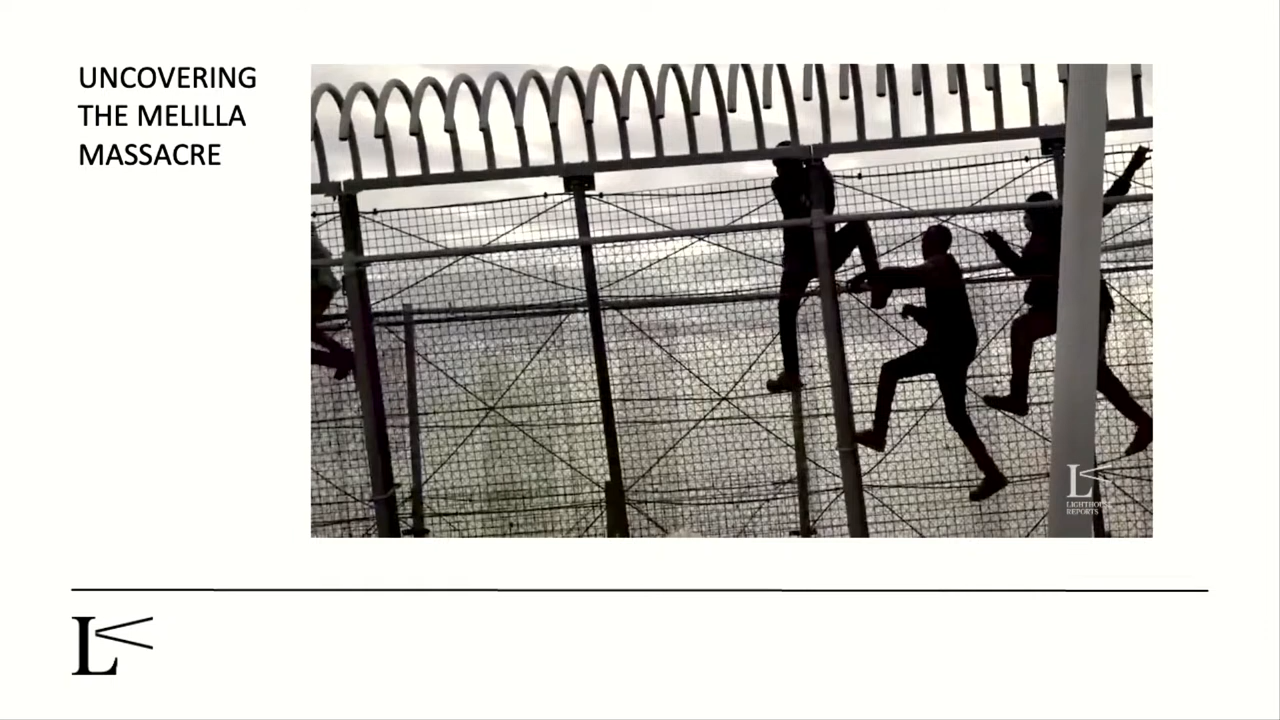 UNCOVERING
THE MELILLA
MASSACRE
L
LIGHTHOUSE
REPORTS
L